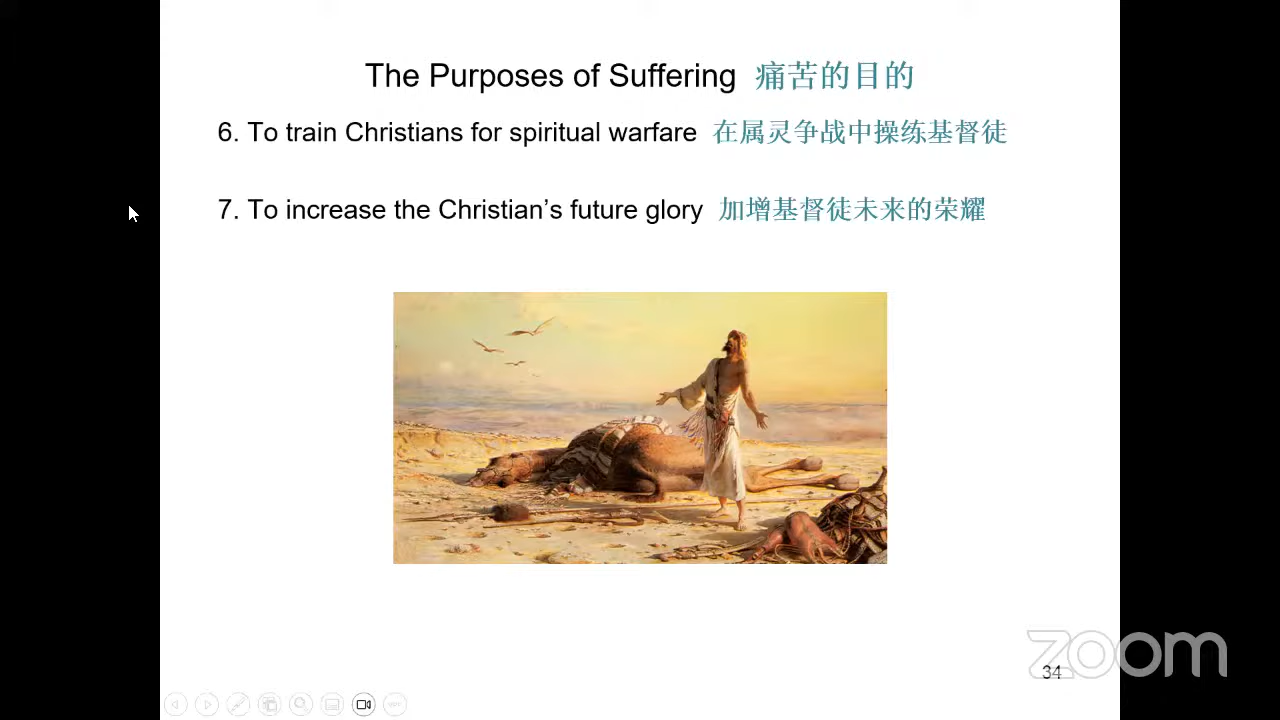 The Purposes of Suffering 痛苦的目的
6. To train Christians for spiritual warfare 在属灵争战中操练基督徒
7. To increase the Christian’s future glory 加增基督徒未来的荣耀
zoom
34